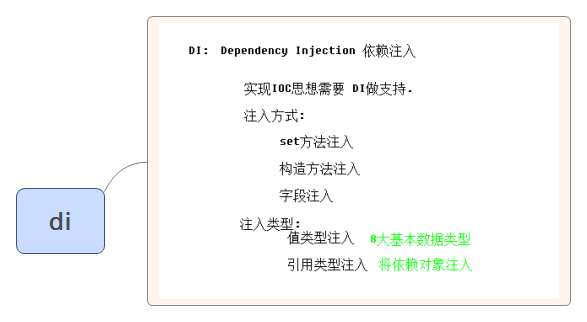 di
DI: Dependency Injection 依赖注入
实现IOC思想需要 DI做支持.
注入方式:
set方法注入
构造方法注入
字段注入
注入类型:
值类型注入 8大基本数据类型
引用类型注入 将依赖对象注入